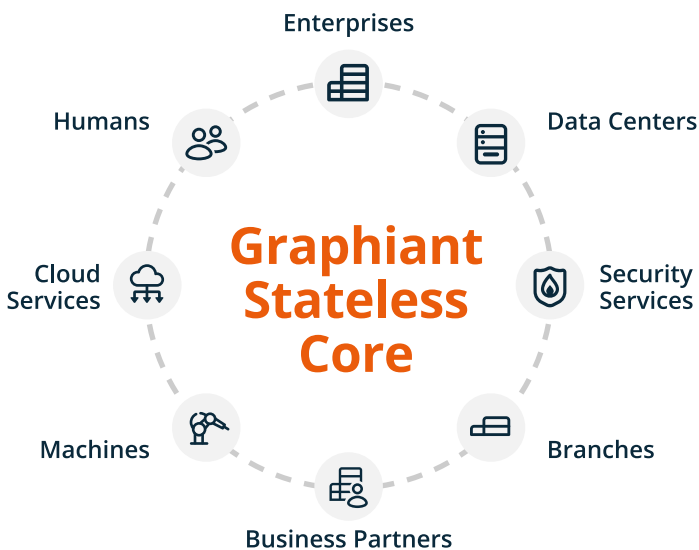 Enterprises
Humans
Data Centers
Graphiant
Stateless
Core
Cloud
Services
Security
Services
Machines
Branches
Business Partners